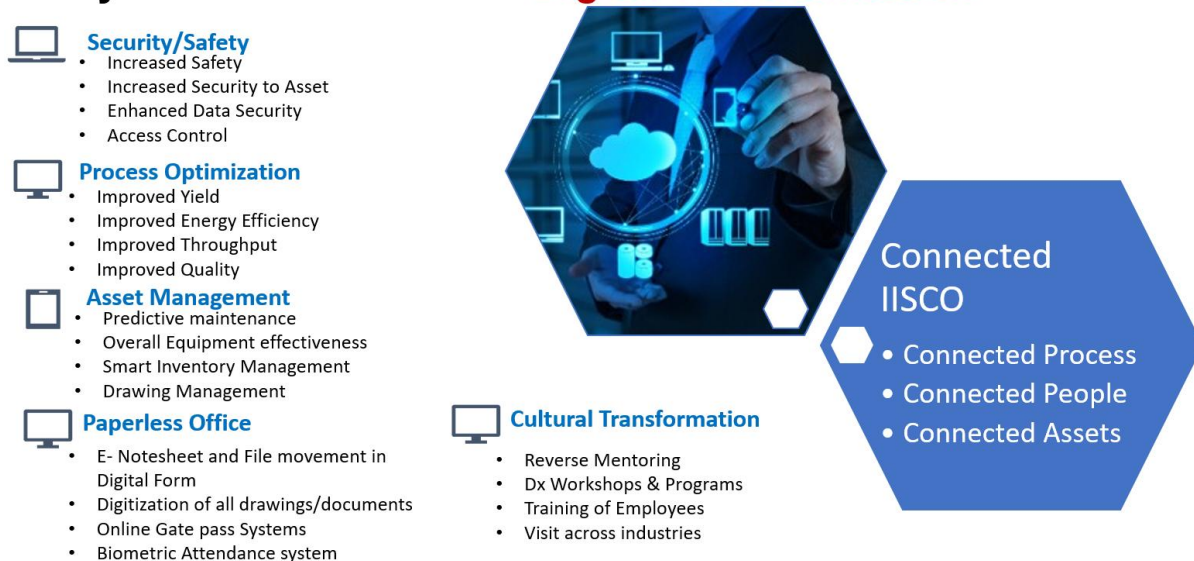 Security/Safety
• Increased Safety
• Increased Security to Asset
• Enhanced Data Security
• Access Control
Process Optimization
• Improved Yield
• Improved Energy Efficiency
• Improved Throughput
• Improved Quality
Asset Management
• Predictive maintenance
• Overall Equipment effectiveness
• Smart Inventory Management
• Drawing Management
Paperless Office
• E- Notesheet and File movement in
Digital Form
• Digitization of all drawings/documents
• Online Gate pass Systems
• Biometric Attendance system
Cultural Transformation
• Reverse Mentoring
• Dx Workshops & Programs
• Training of Employees
• Visit across industries
Connected
IISCO
• Connected Process
• Connected People
• Connected Assets